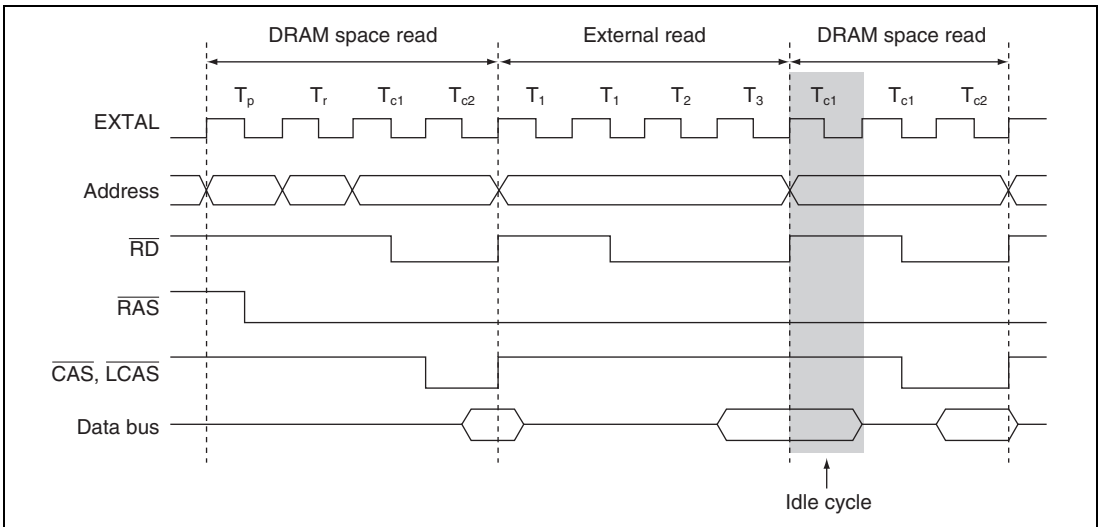 DRAM space read External read DRAM space read
Tp Tr Tc1 Tc2 T1 T1 T2 T3 Tc1 Tc1 Tc2
EXTAL
Address
RD
RAS
CAS, LCAS
Data bus
Idle cycle